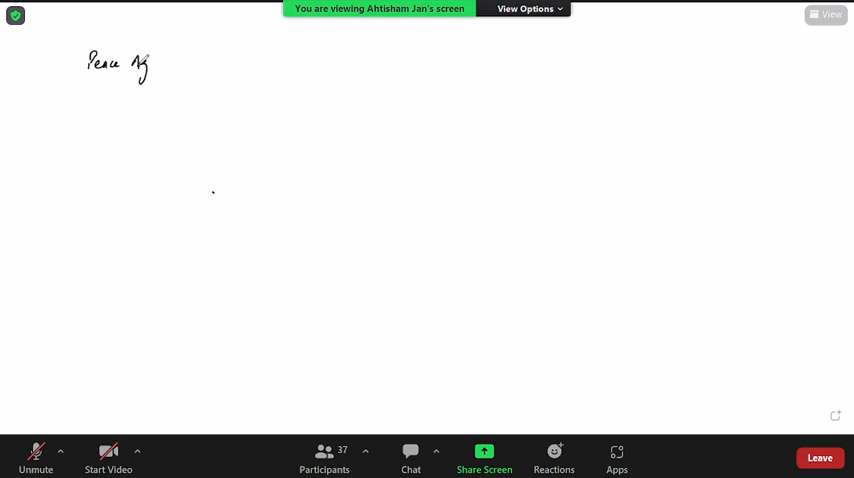 You are viewing Ahtisham Jan's screen View Options
View
Peace Ag
37
Unmute Start Video Participants Chat Share Screen Reactions Apps Leave